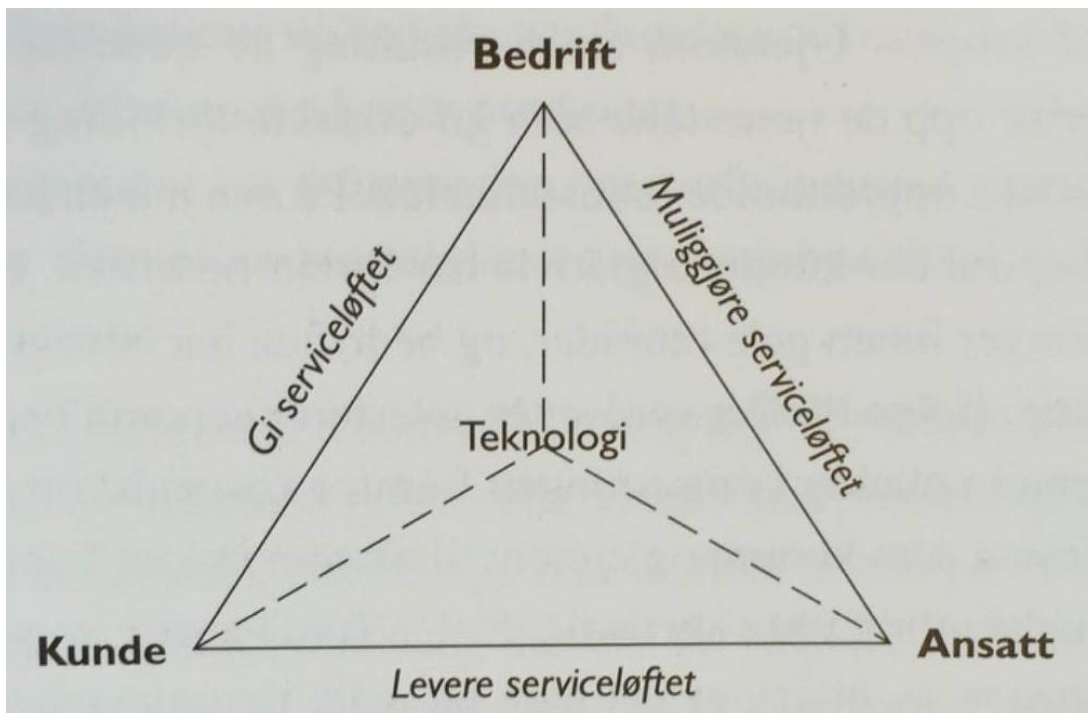 Bedrift
Gi serviceløftet
Muliggjøre serviceløftet
Teknologi
Kunde
Ansatt
Levere serviceløftet